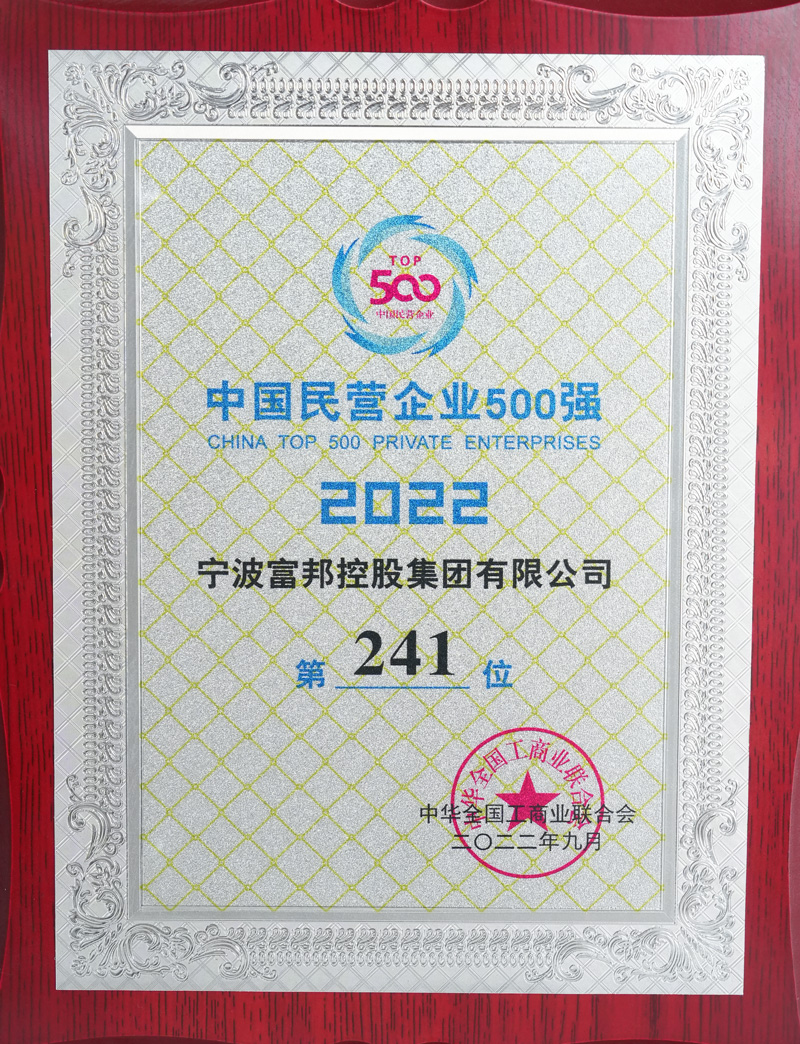 TOP
500
中国民营企业
中国民营企业500强
CHINA TOP 500 PRIVATE ENTERPRISES
2022
宁波富邦控股集团有限公司
第 241 位
中华全国工商业联合会
中华全国工商业联合会
二〇二二年九月